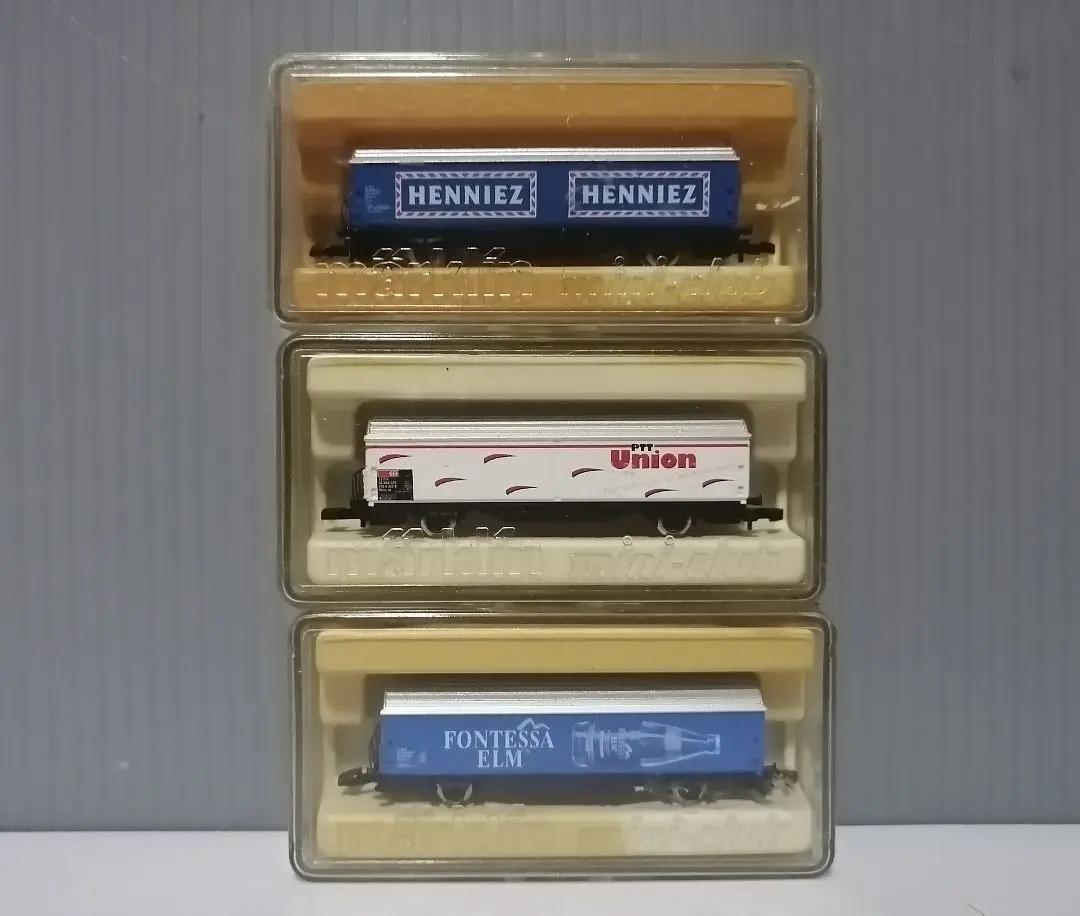 HENNIEZ HENNIEZ
märklin mini-club
PTT
Union
märklin mini-club
FONTESSA
ELM
märklin mini-club